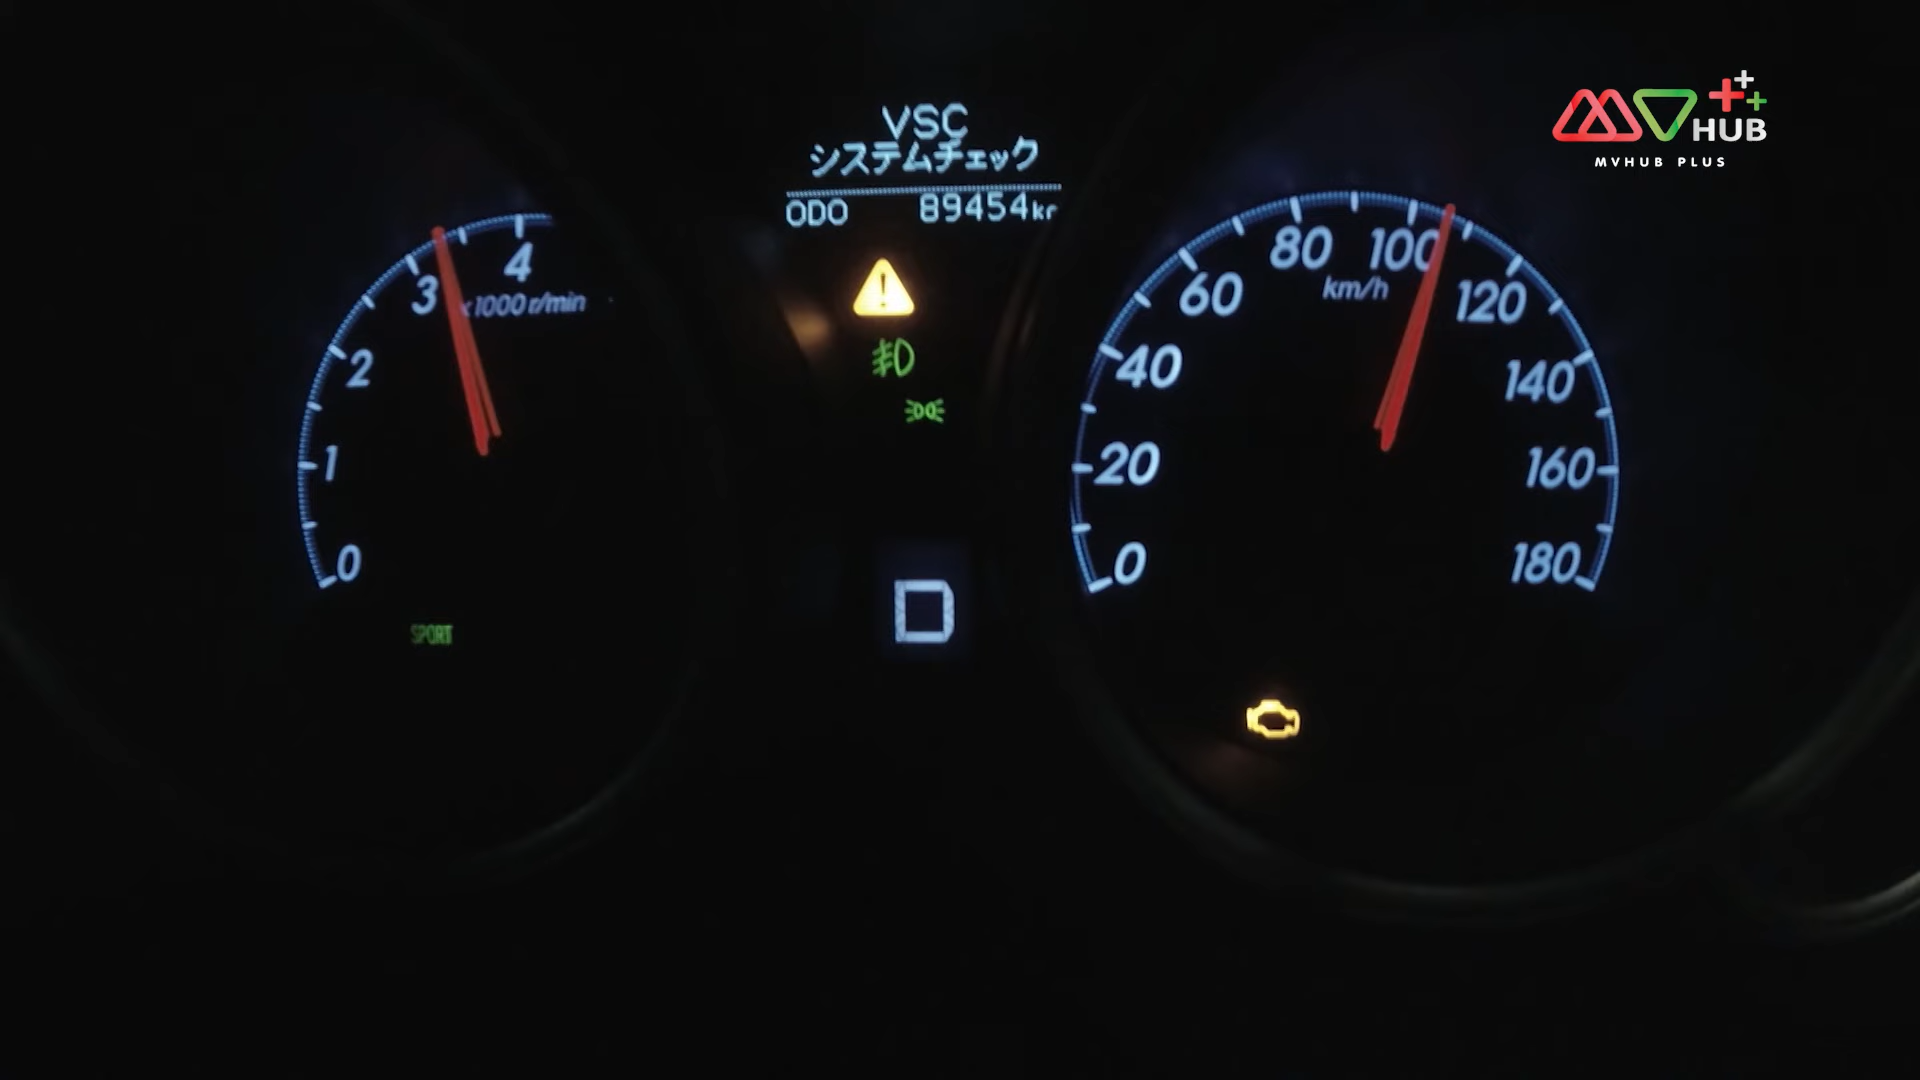 VSC
システムチェック
ODO 89454km
4
3
x1000 r/min
2
1
0
SPORT
D
80
100
km/h
60
120
40
140
20
160
0
180
MV HUB
MVHUB PLUS